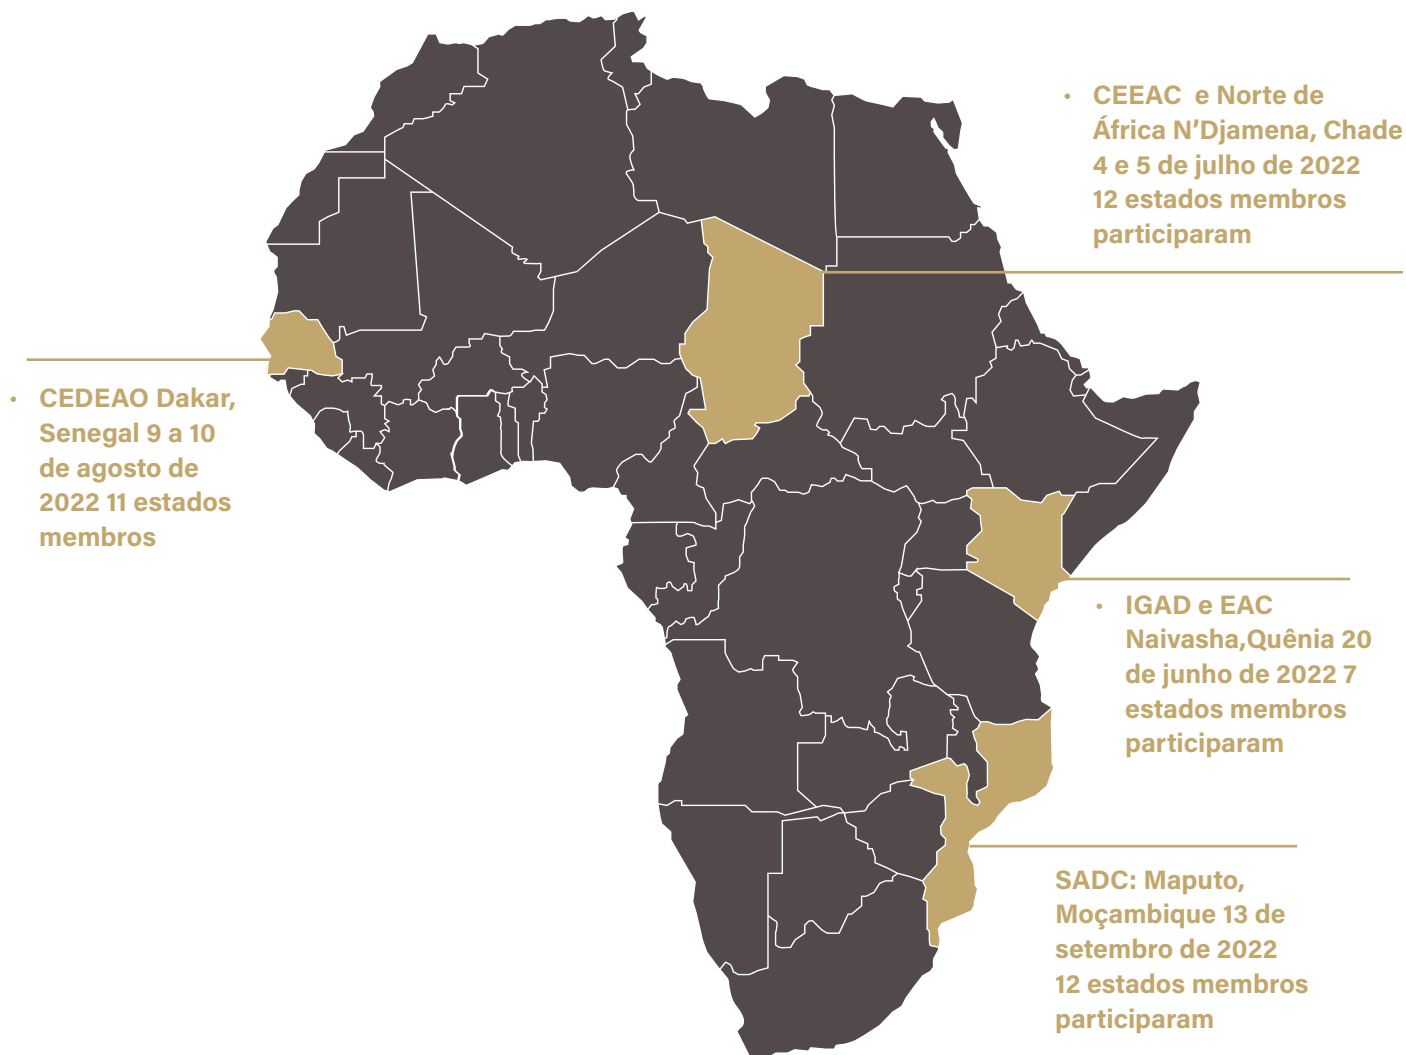 • CEEAC e Norte de
África N’Djamena, Chade
4 e 5 de julho de 2022
12 estados membros
participaram
• CEDEAO Dakar,
Senegal 9 a 10
de agosto de
2022 11 estados
membros
• IGAD e EAC
Naivasha,Quênia 20
de junho de 2022 7
estados membros
participaram
SADC: Maputo,
Moçambique 13 de
setembro de 2022
12 estados membros
participaram